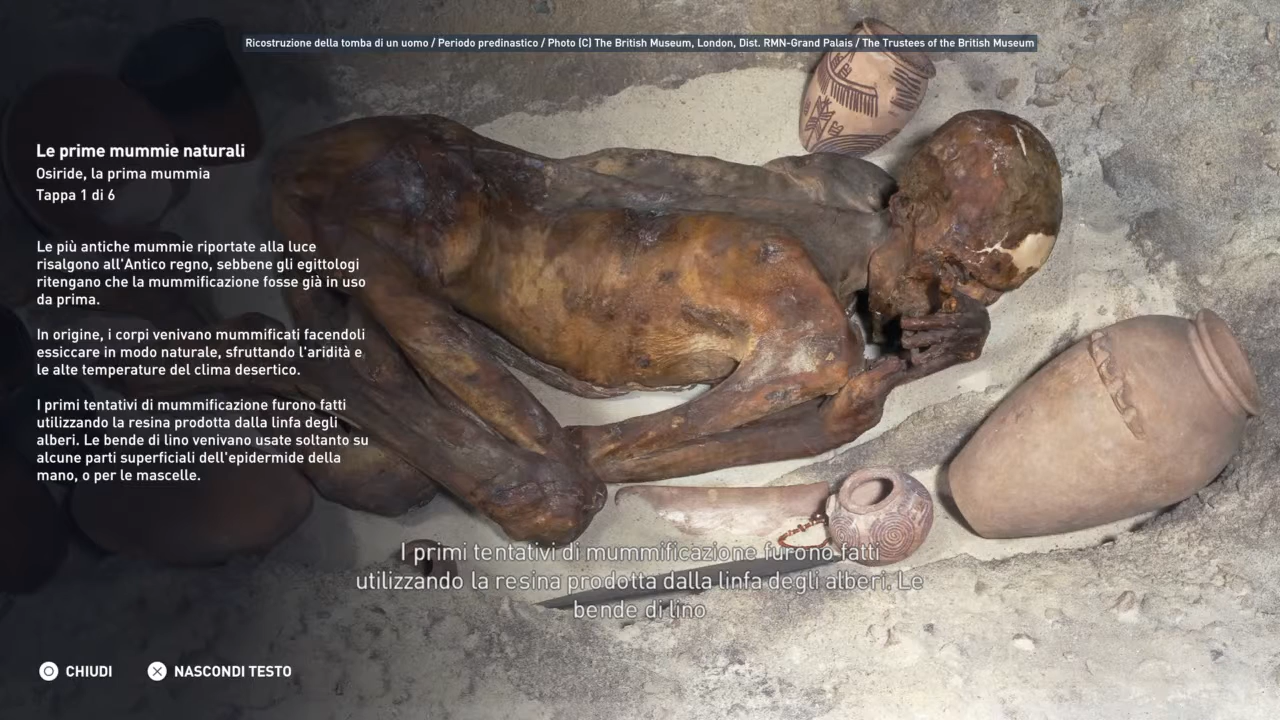 Ricostruzione della tomba di un uomo / Periodo predinastico / Photo (C) The British Museum, London, Dist. RMN-Grand Palais / The Trustees of the British Museum
Le prime mummie naturali
Osiride, la prima mummia
Tappa 1 di 6
Le più antiche mummie riportate alla luce
risalgono all'Antico regno, sebbene gli egittologi
ritengano che la mummificazione fosse già in uso
da prima.
In origine, i corpi venivano mummificati facendoli
essiccare in modo naturale, sfruttando l'aridità e
le alte temperature del clima desertico.
I primi tentativi di mummificazione furono fatti
utilizzando la resina prodotta dalla linfa degli
alberi. Le bende di lino venivano usate soltanto su
alcune parti superficiali dell'epidermide della
mano, o per le mascelle.
I primi tentativi di mummificazione furono fatti
utilizzando la resina prodotta dalla linfa degli alberi. Le
bende di lino
CHIUDI
NASCONDI TESTO